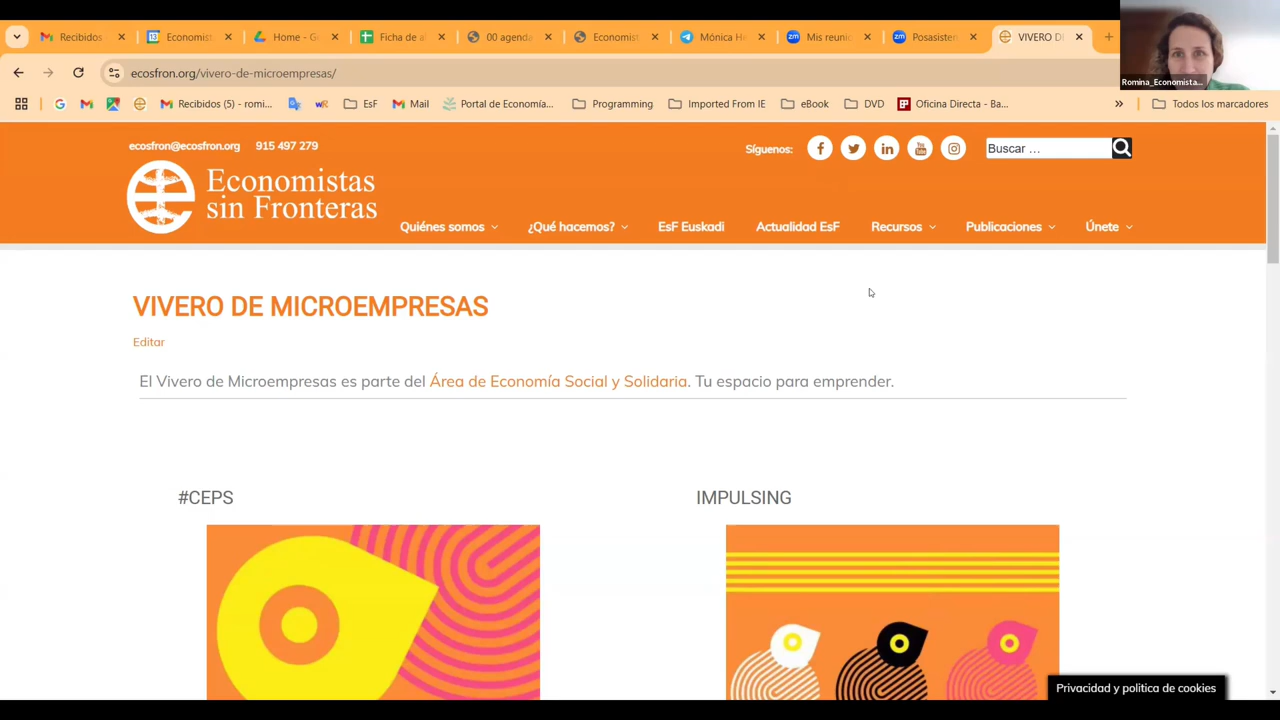 Recibidos
Economist
Home - G
Ficha de al
00 agenda
Economist
Mónica He
Mis reuni
Posasisten
VIVERO DE
ecosfron.org/vivero-de-microempresas/
Recibidos (5) - romi...
EsF
Mail
Portal de Economía...
Programming
Imported From IE
eBook
DVD
Oficina Directa - Ba...
Todos los marcadores
Romina_Economista...
ecosfron@ecosfron.org 915 497 279
Síguenos:
Buscar …
Economistas
sin Fronteras
Quiénes somos ¿Qué hacemos? EsF Euskadi Actualidad EsF Recursos Publicaciones Únete
VIVERO DE MICROEMPRESAS
Editar
El Vivero de Microempresas es parte del Área de Economía Social y Solidaria. Tu espacio para emprender.
#CEPS
IMPULSING
Privacidad y política de cookies